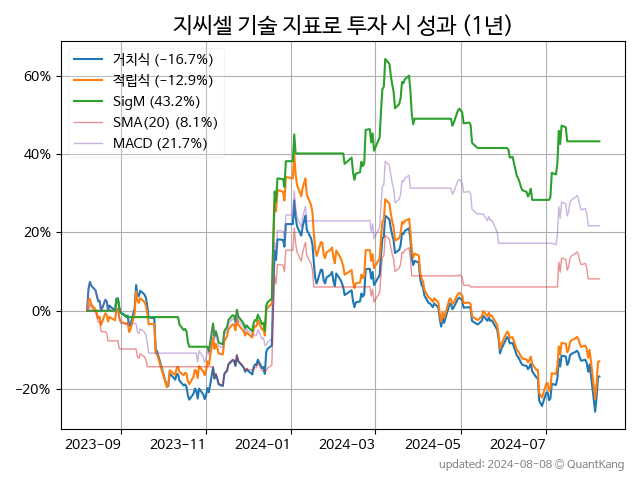 지씨셀 기술 지표로 투자 시 성과 (1년)
거치식 (−16.7%)
적립식 (−12.9%)
SigM (43.2%)
SMA(20) (8.1%)
MACD (21.7%)
60%
40%
20%
0%
−20%
2023-09
2023-11
2024-01
2024-03
2024-05
2024-07
updated: 2024-08-08 © QuantKang